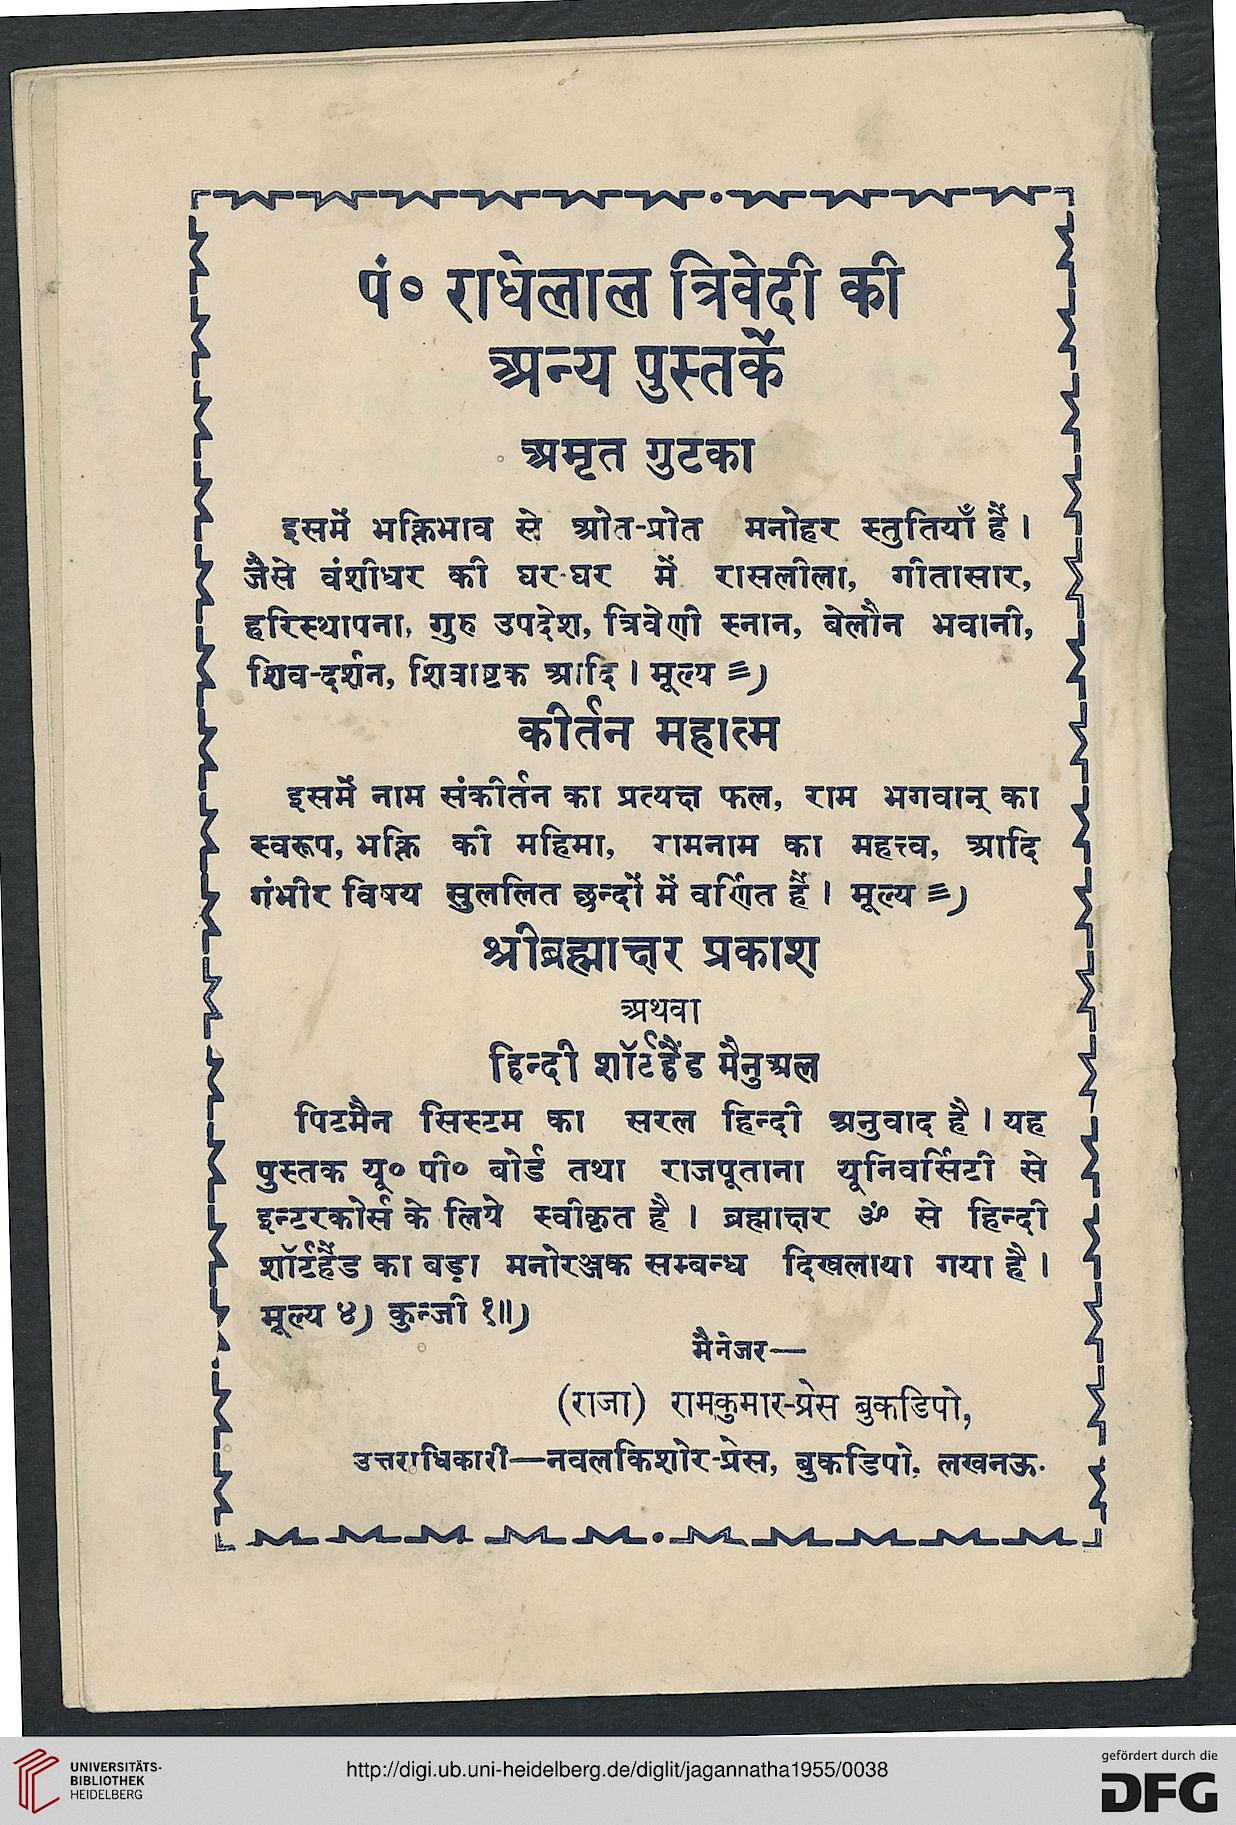 पं० राधेलाल त्रिवेदी की
अन्य पुस्तकें
अमृत गुटका
इसमें भक्तिभाव से ओत-प्रोत मनोहर स्तुतियाँ हैं।
जैसे वंशीधर की घर-घर में रासलीला, गीतासार,
हरिस्थापना, गुरु उपदेश, त्रिवेणी स्नान, बेलौन भवानी,
शिव-दर्शन, शिवाष्टक आदि। मूल्य ≡)
कीर्तन महात्म
इसमें नाम संकीर्तन का प्रत्यक्ष फल, राम भगवान् का
स्वरूप, भक्ति की महिमा, रामनाम का महत्त्व, आदि
गंभीर विषय सुललित छन्दों में वर्णित हैं। मूल्य ≡)
श्रीब्रह्माक्षर प्रकाश
अथवा
हिन्दी शॉर्टहैंड मैनुअल
पिटमैन सिस्टम का सरल हिन्दी अनुवाद है। यह
पुस्तक यू० पी० बोर्ड तथा राजपूताना यूनिवर्सिटी से
इन्टरकोर्स के लिये स्वीकृत है। ब्रह्माक्षर ॐ से हिन्दी
शॉर्टहैंड का बड़ा मनोरञ्जक सम्बन्ध दिखलाया गया है।
मूल्य ४) कुन्जी १॥)
मैनेजर—
(राजा) रामकुमार-प्रेस बुकडिपो,
उत्तराधिकारी—नवलकिशोर-प्रेस, बुकडिपो, लखनऊ.
UNIVERSITÄTS-
BIBLIOTHEK
HEIDELBERG
http://digi.ub.uni-heidelberg.de/diglit/jagannatha1955/0038
gefördert durch die
DFG